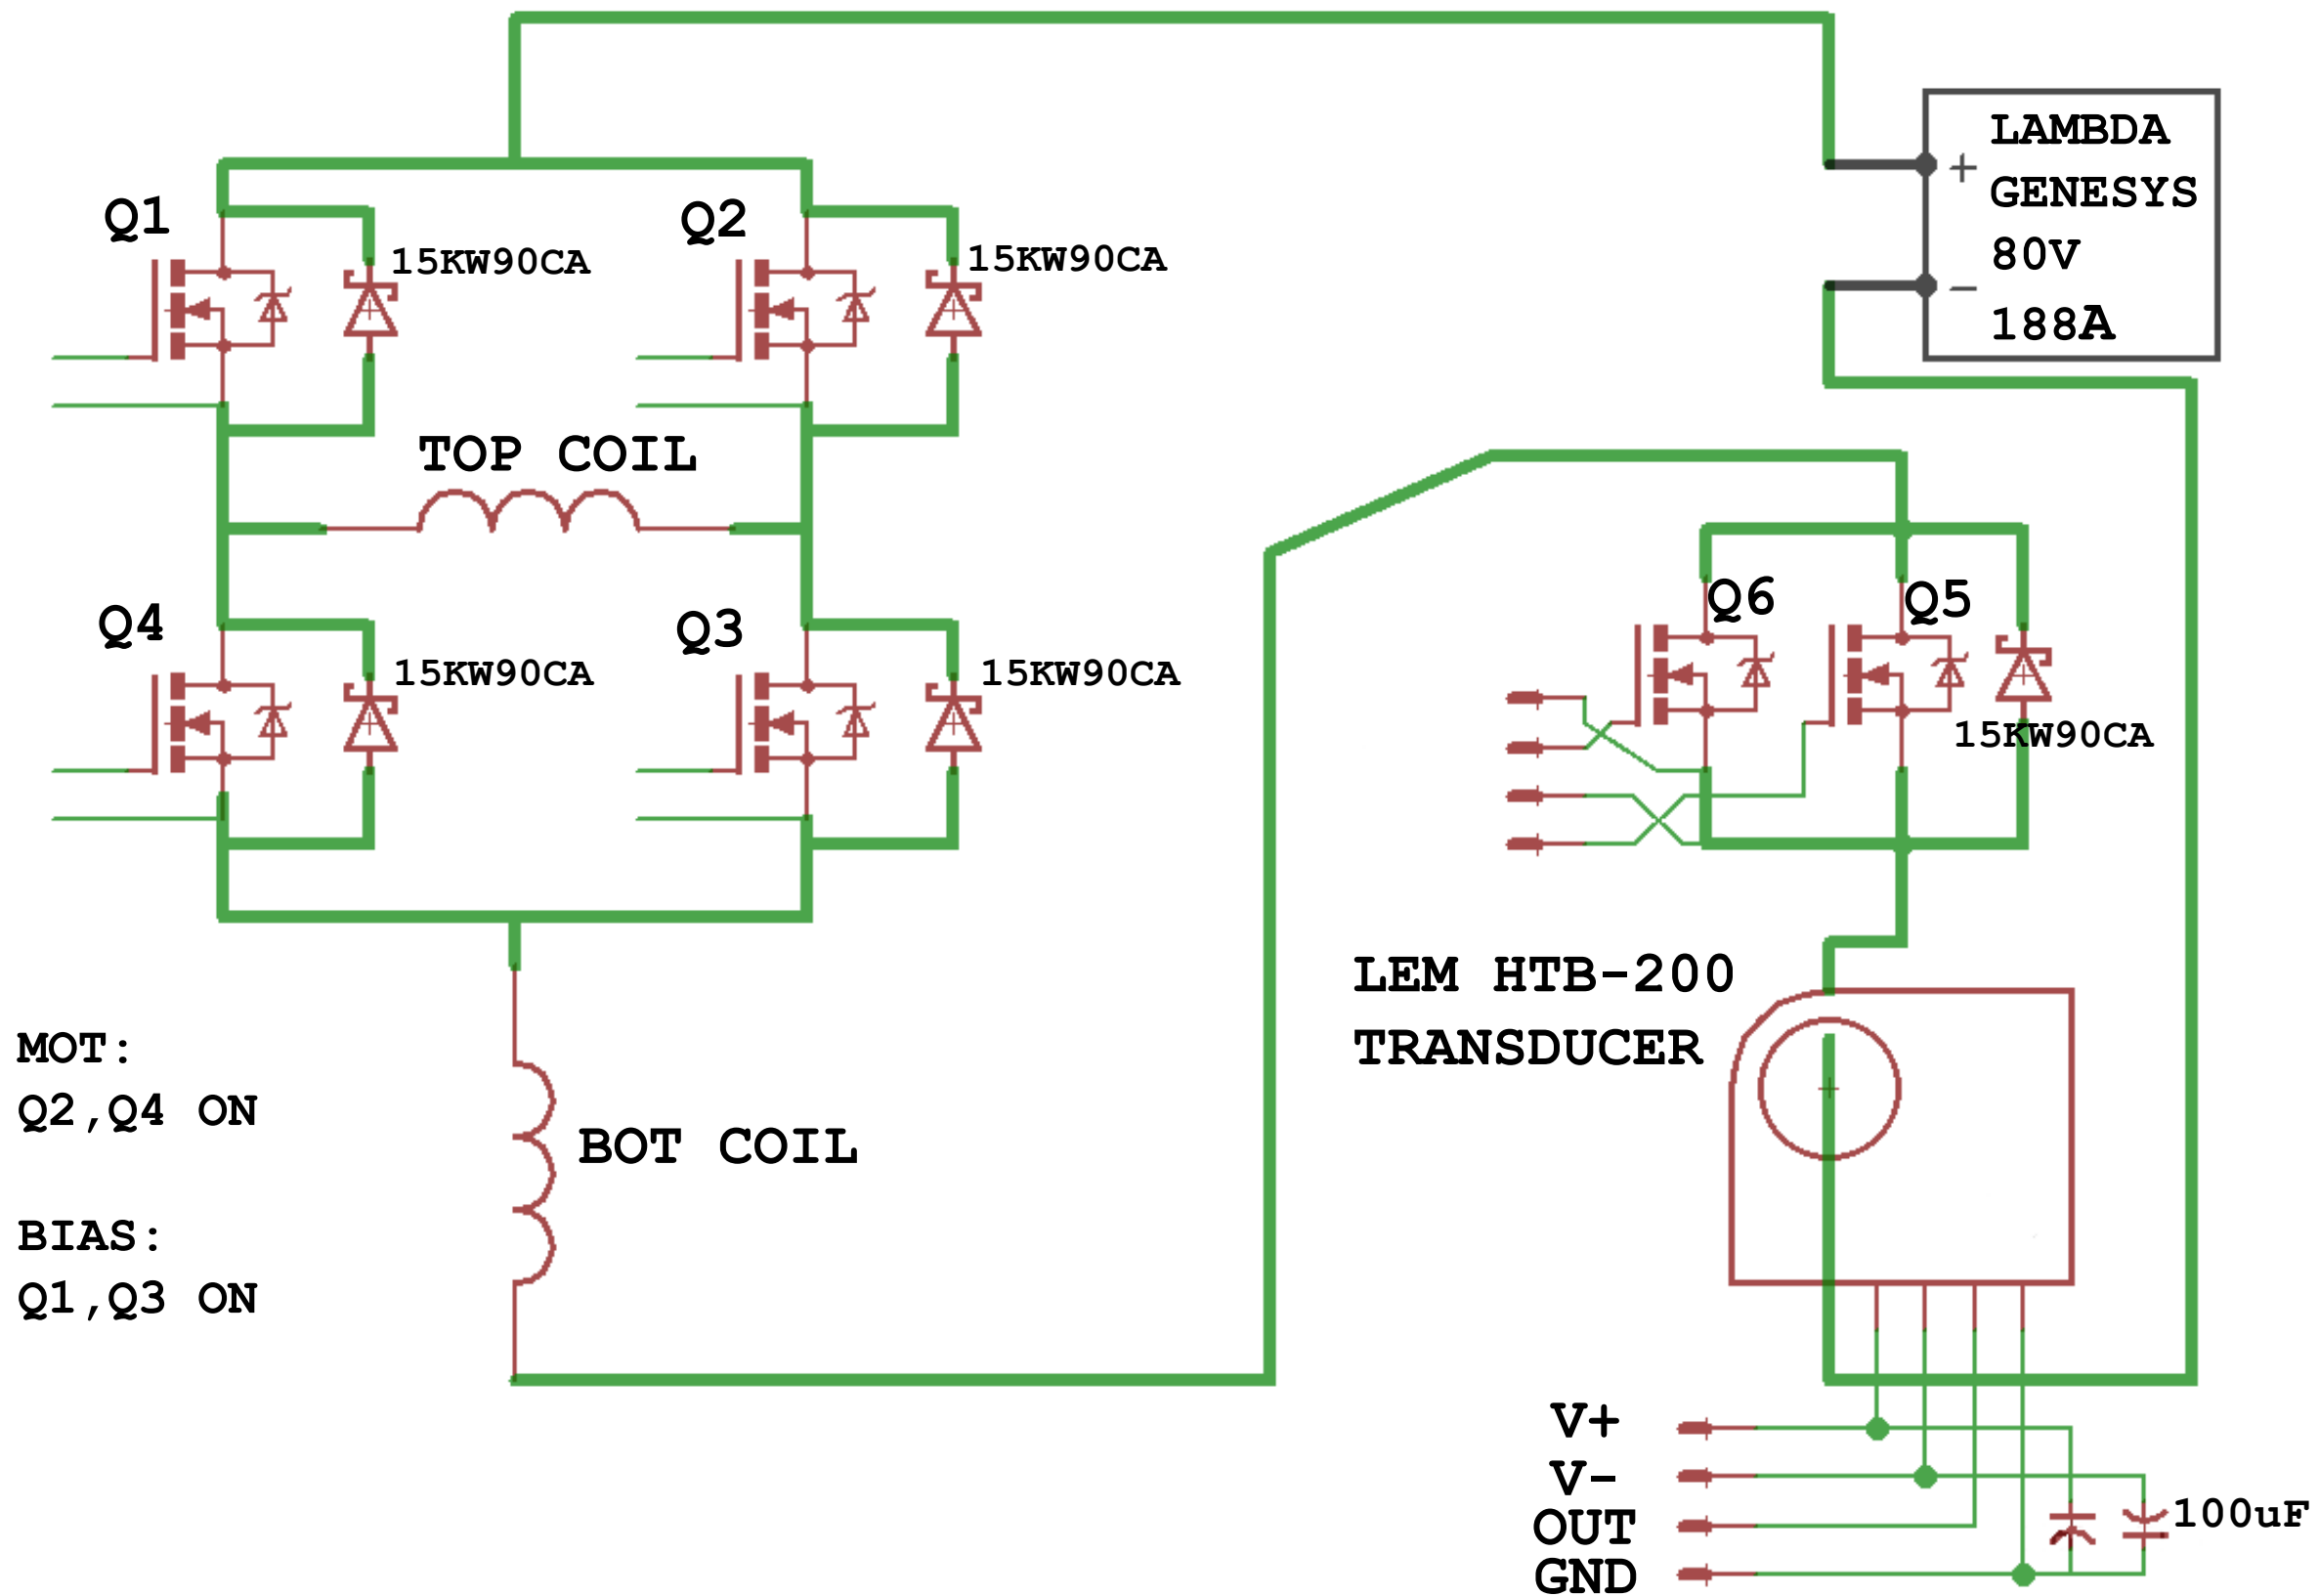 Q1
15KW90CA
Q2
15KW90CA
LAMBDA
GENESYS
80V
188A
+
−
TOP COIL
Q4
15KW90CA
Q3
15KW90CA
Q6
Q5
15KW90CA
LEM HTB-200
TRANSDUCER
MOT:
Q2,Q4 ON
BIAS:
Q1,Q3 ON
BOT COIL
V+
V-
OUT
GND
100uF